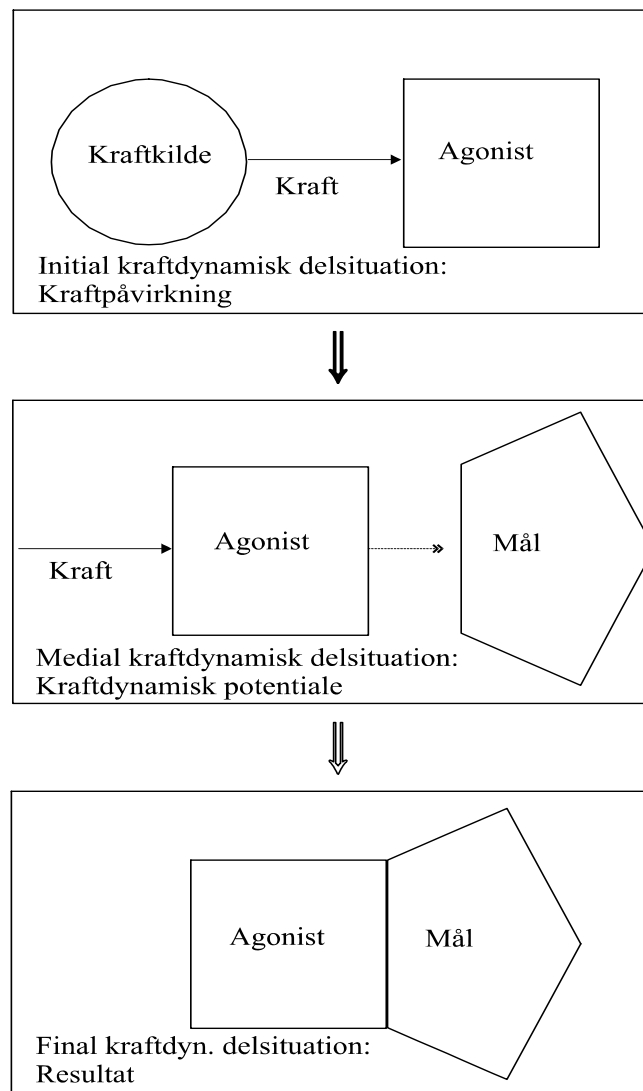 Kraftkilde
Kraft
Agonist
Initial kraftdynamisk delsituation:
Kraftpåvirkning
Kraft
Agonist
Mål
Medial kraftdynamisk delsituation:
Kraftdynamisk potentiale
Agonist
Mål
Final kraftdyn. delsituation:
Resultat